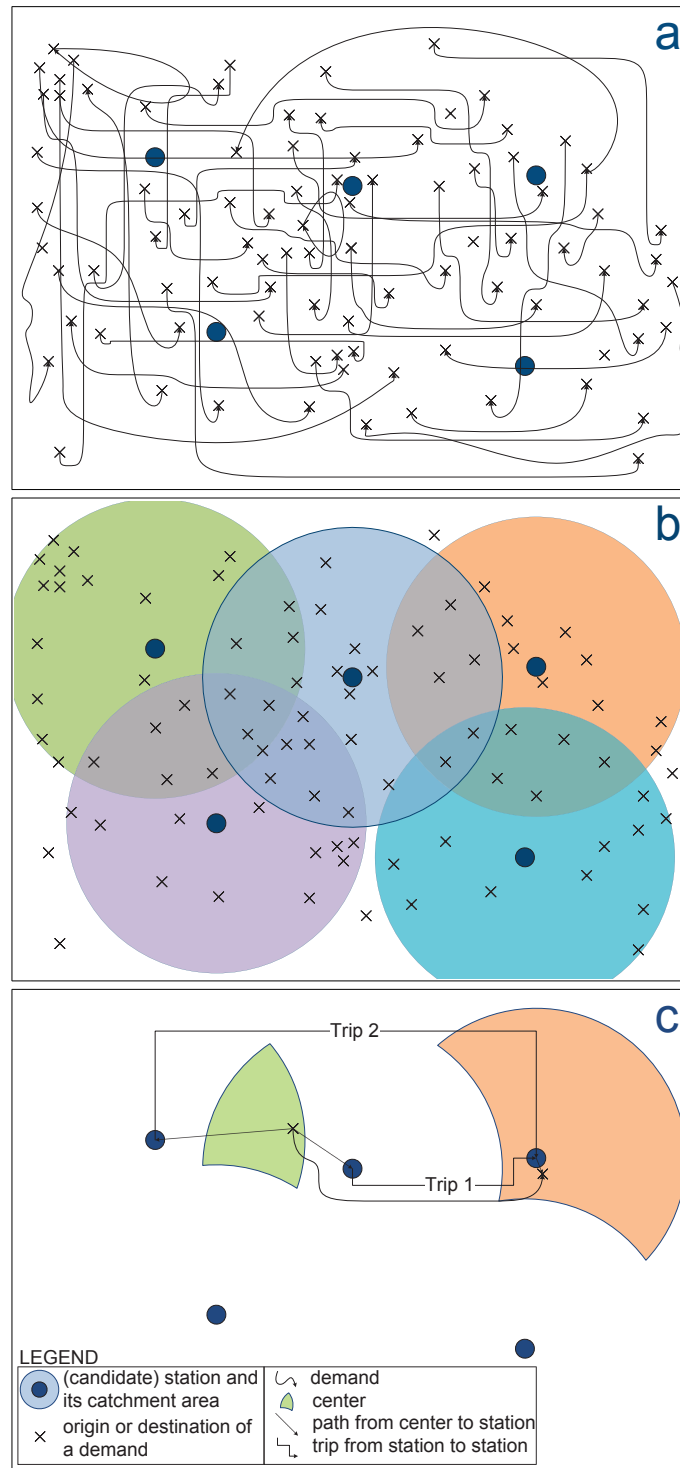 a
b
c
Trip 2
Trip 1
LEGEND
(candidate) station and
its catchment area
origin or destination of
a demand
demand
center
path from center to station
trip from station to station